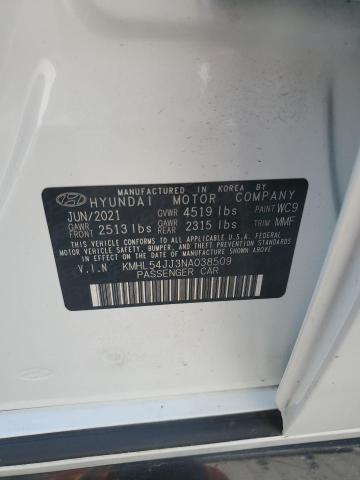 MANUFACTURED IN KOREA BY
HYUNDAI MOTOR COMPANY
JUN/2021 GVWR 4519 lbs PAINT WC9
GAWR FRONT 2513 lbs GAWR REAR 2315 lbs TRIM MMF
THIS VEHICLE CONFORMS TO ALL APPLICABLE U.S.A. FEDERAL
MOTOR VEHICLE SAFETY, BUMPER, AND THEFT PREVENTION STANDARDS
IN EFFECT ON THE DATE OF MANUFACTURE SHOWN ABOVE.
V.I.N KMHL54JJ3NA038509
PASSENGER CAR